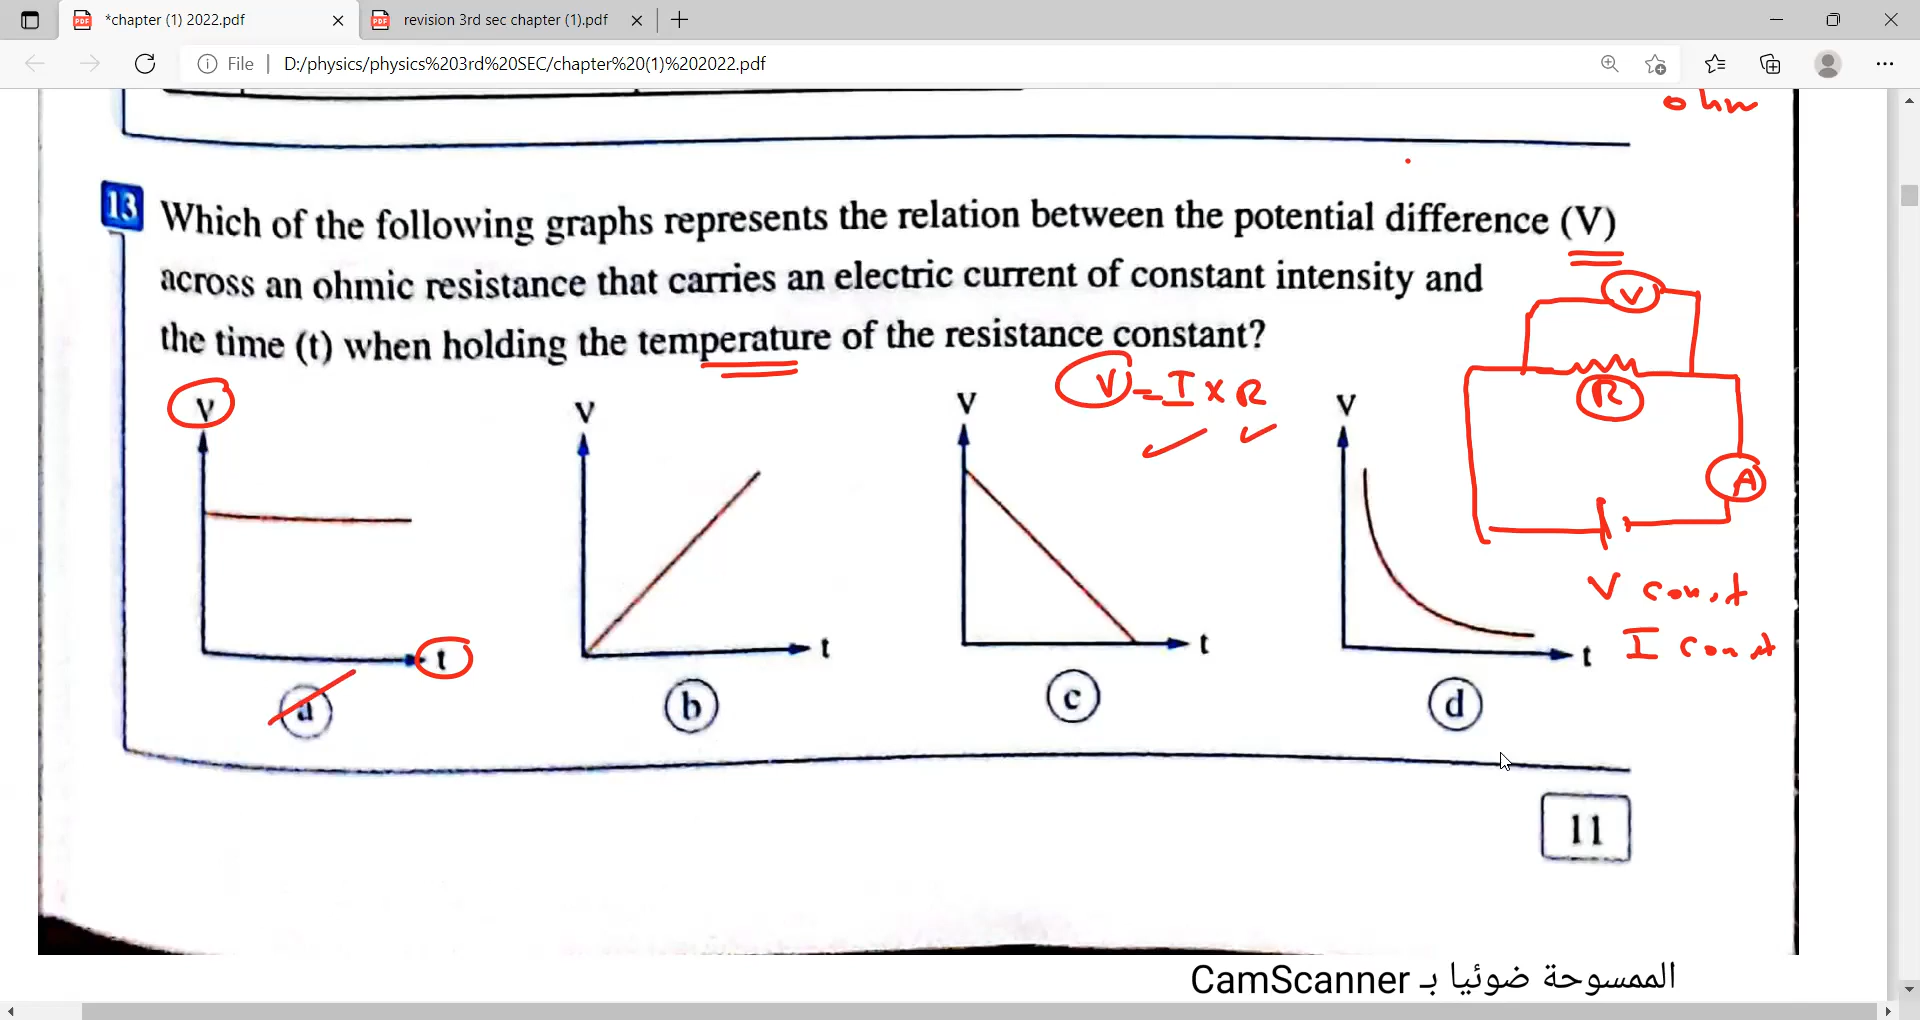 *chapter (1) 2022.pdf
revision 3rd sec chapter (1).pdf
File
D:/physics/physics%203rd%20SEC/chapter%20(1)%202022.pdf
ohm
13 Which of the following graphs represents the relation between the potential difference (V)
across an ohmic resistance that carries an electric current of constant intensity and
the time (t) when holding the temperature of the resistance constant?
V = I × R
V
R
A
V const
I const
V
t
a
V
t
b
V
t
c
V
t
d
11
الممسوحة ضوئيا بـ CamScanner